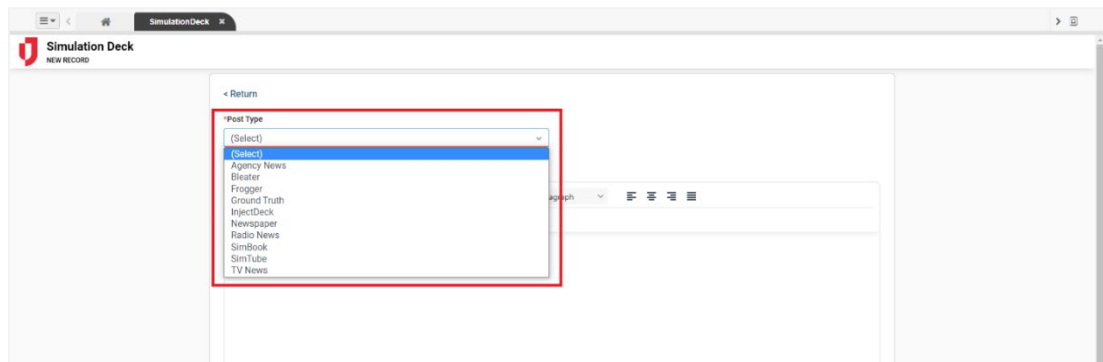 SimulationDeck
Simulation Deck
NEW RECORD
< Return
*Post Type
(Select)
(Select)
Agency News
Bleater
Frogger
Ground Truth
InjectDeck
Newspaper
Radio News
SimBook
SimTube
TV News
agraph